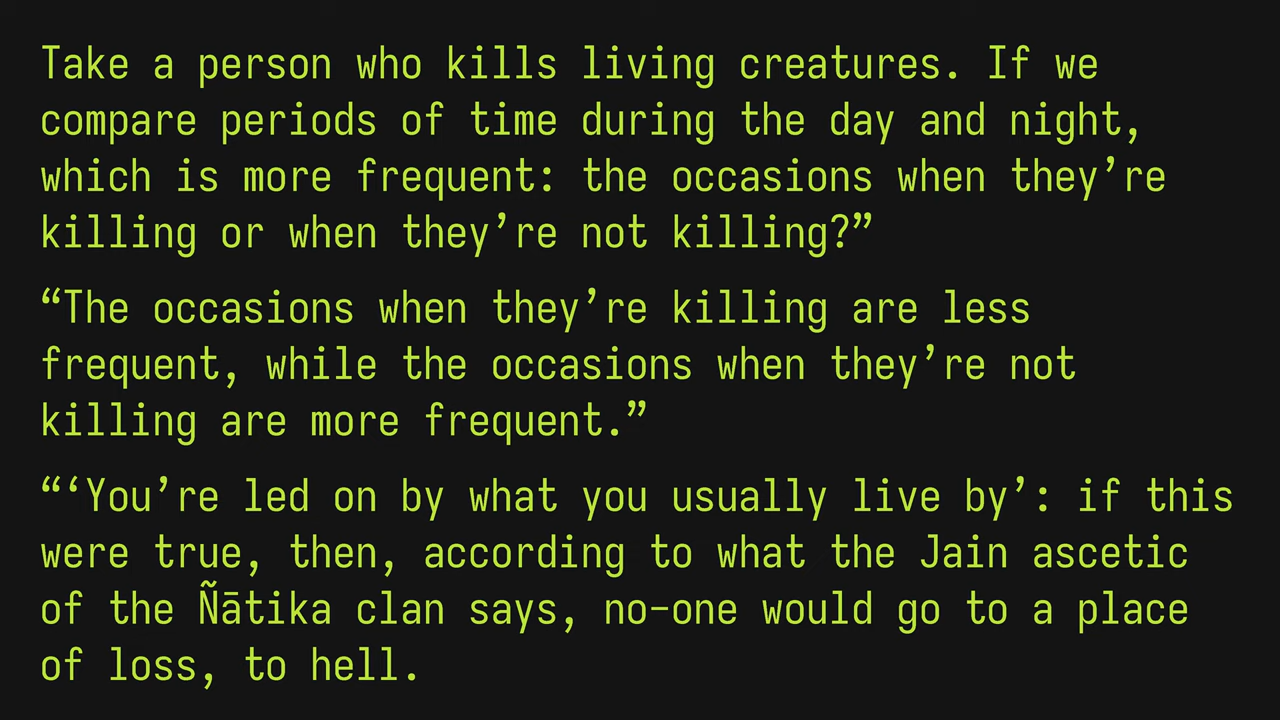 Take a person who kills living creatures. If we
compare periods of time during the day and night,
which is more frequent: the occasions when they’re
killing or when they’re not killing?”
“The occasions when they’re killing are less
frequent, while the occasions when they’re not
killing are more frequent.”
“‘You’re led on by what you usually live by’: if this
were true, then, according to what the Jain ascetic
of the Ñātika clan says, no-one would go to a place
of loss, to hell.